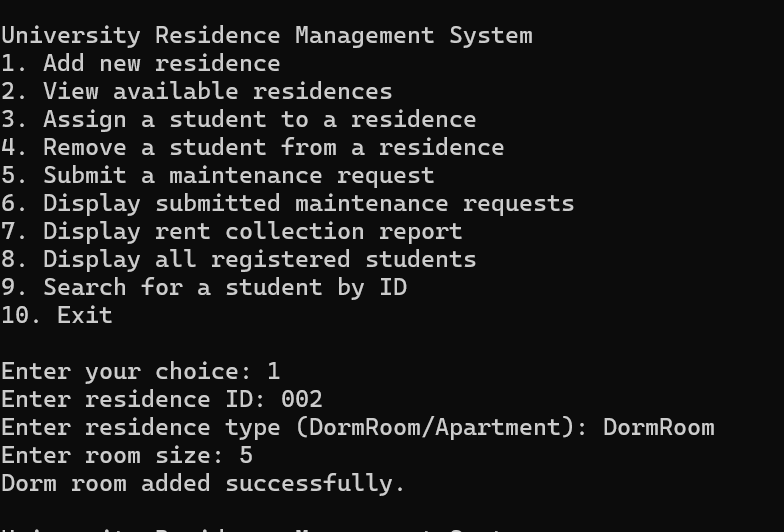 University Residence Management System
1. Add new residence
2. View available residences
3. Assign a student to a residence
4. Remove a student from a residence
5. Submit a maintenance request
6. Display submitted maintenance requests
7. Display rent collection report
8. Display all registered students
9. Search for a student by ID
10. Exit
Enter your choice: 1
Enter residence ID: 002
Enter residence type (DormRoom/Apartment): DormRoom
Enter room size: 5
Dorm room added successfully.